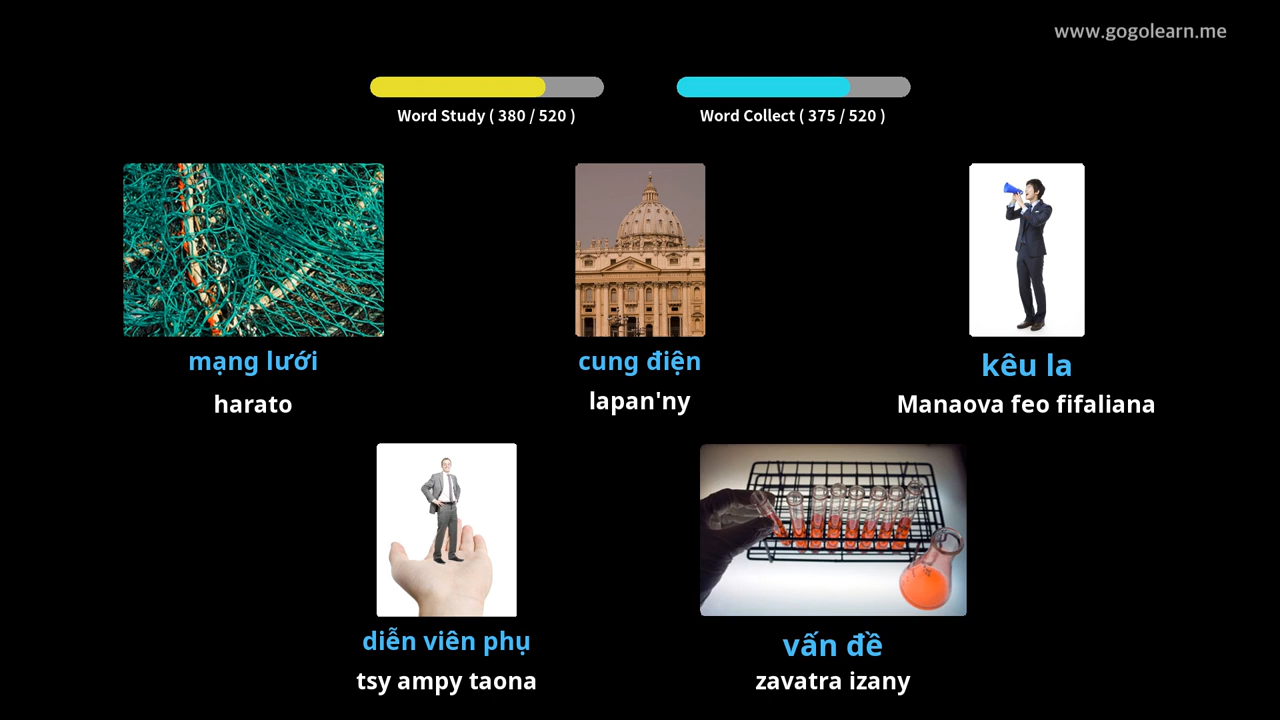 www.gogolearn.me
Word Study ( 380 / 520 )
Word Collect ( 375 / 520 )
mạng lưới
harato
cung điện
lapan'ny
kêu la
Manaova feo fifaliana
diễn viên phụ
tsy ampy taona
vấn đề
zavatra izany